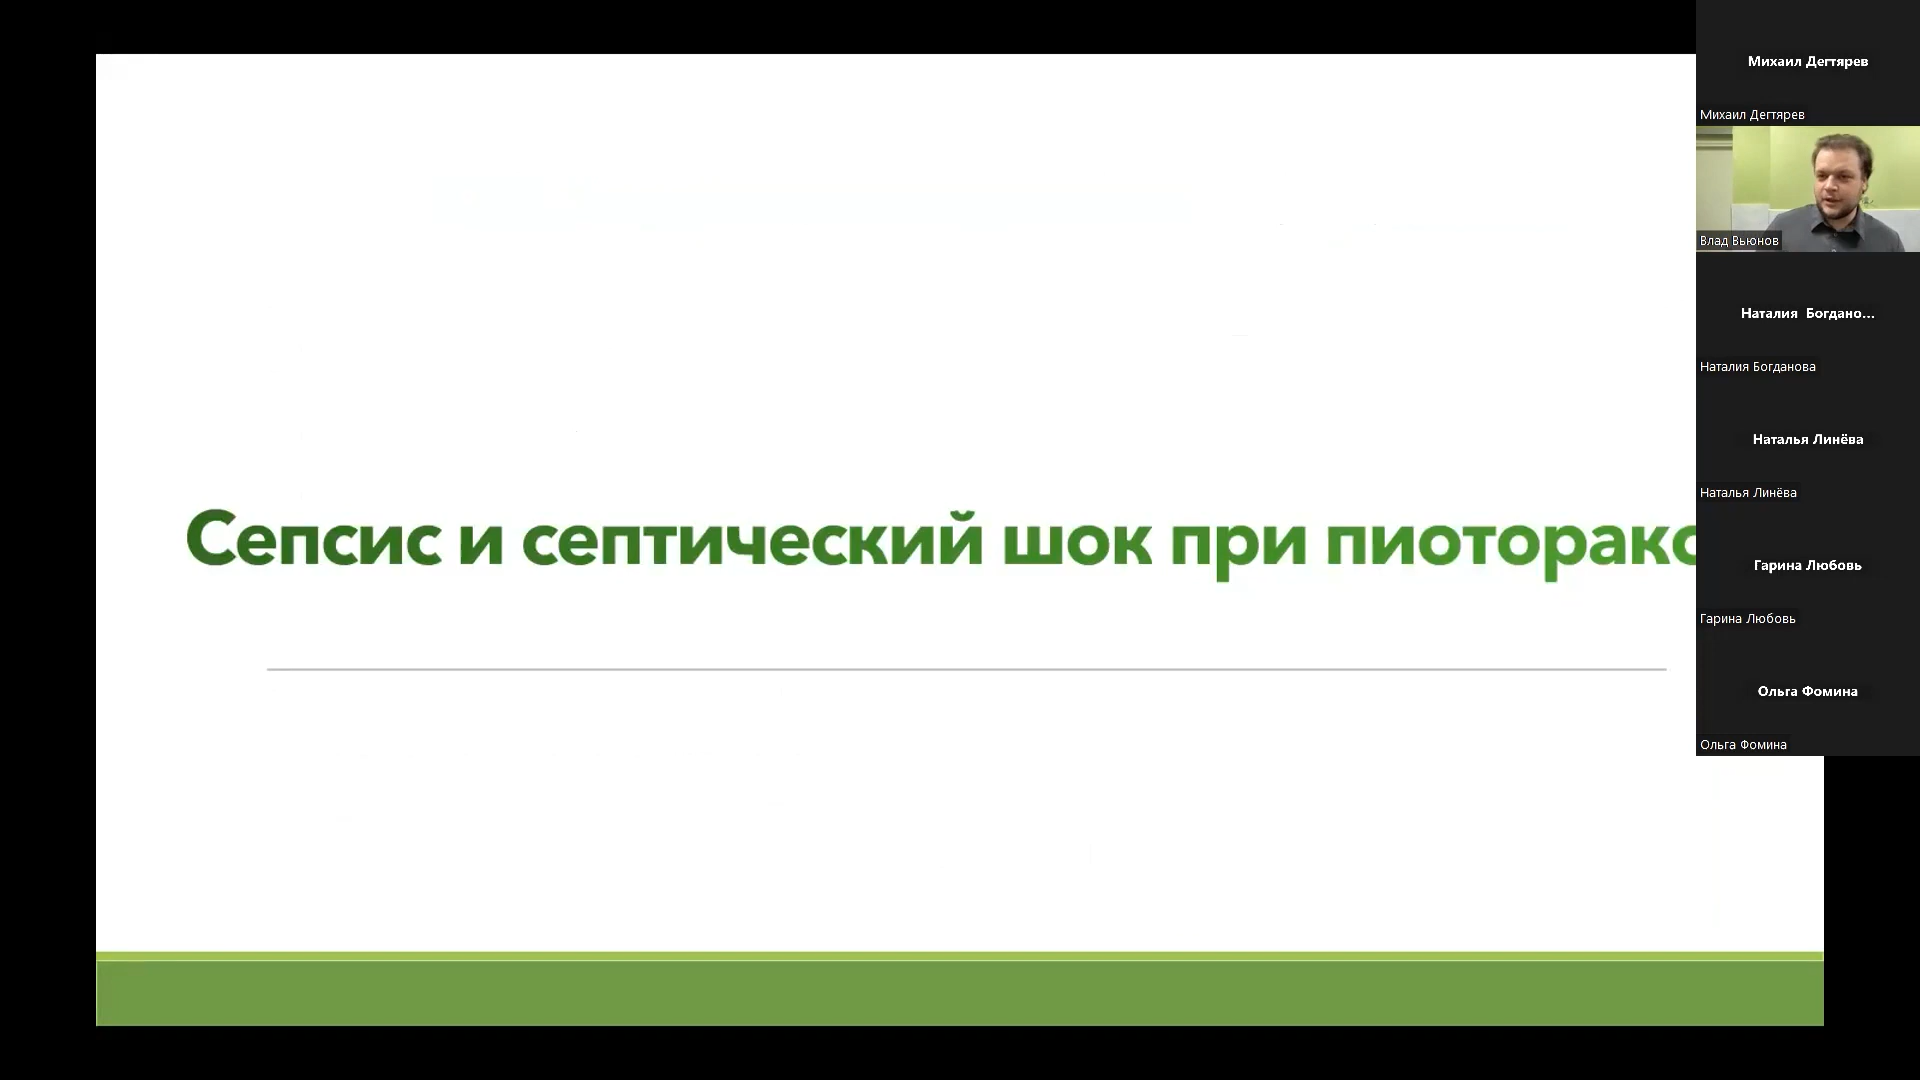 Сепсис и септический шок при пиоторако
Михаил Дегтярев
Михаил Дегтярев
Влад Вьюнов
Наталия Богдано...
Наталия Богданова
Наталья Линёва
Наталья Линёва
Гарина Любовь
Гарина Любовь
Ольга Фомина
Ольга Фомина